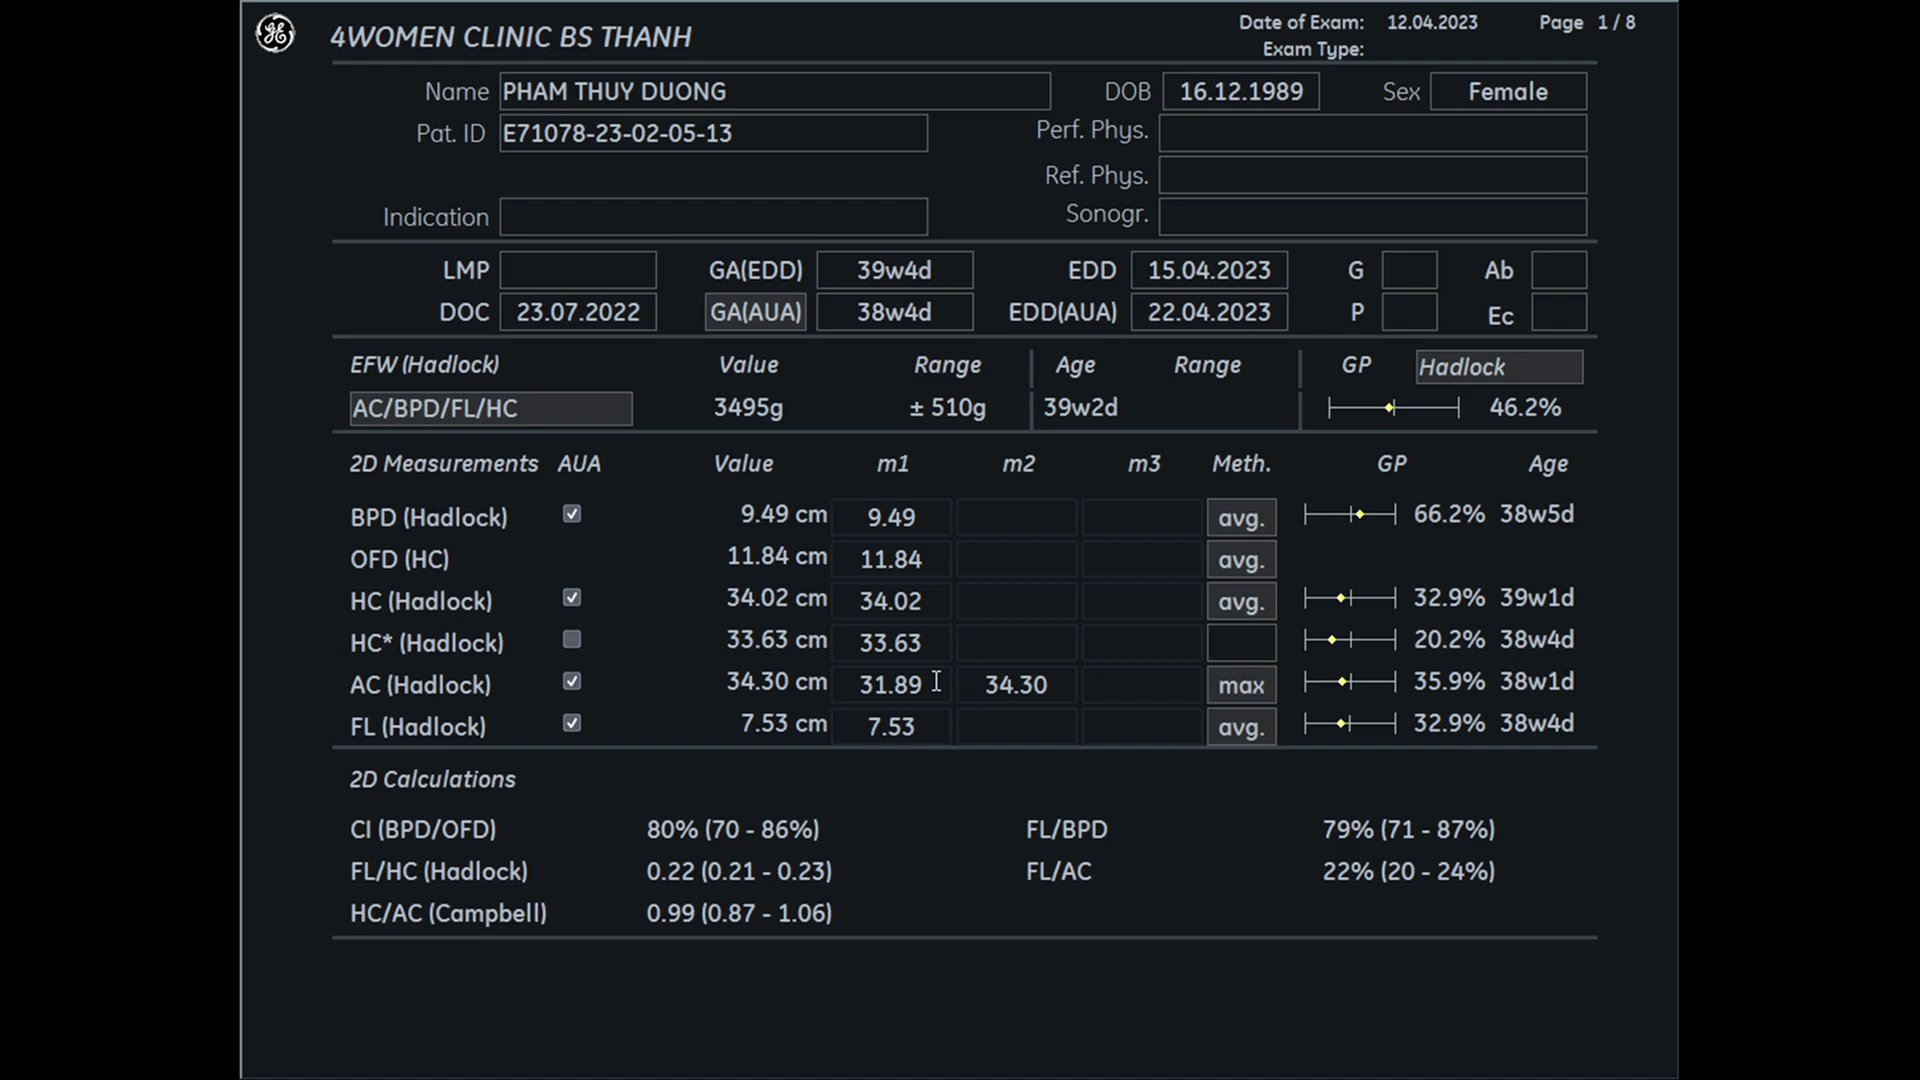 GE 4WOMEN CLINIC BS THANH Date of Exam: 12.04.2023 Page 1 / 8
Exam Type:
Name PHAM THUY DUONG DOB 16.12.1989 Sex Female
Pat. ID E71078-23-02-05-13 Perf. Phys.
Ref. Phys.
Indication Sonogr.
LMP GA(EDD) 39w4d EDD 15.04.2023 G Ab
DOC 23.07.2022 GA(AUA) 38w4d EDD(AUA) 22.04.2023 P Ec
EFW (Hadlock) Value Range Age Range GP Hadlock
AC/BPD/FL/HC 3495g ± 510g 39w2d 46.2%
2D Measurements AUA Value m1 m2 m3 Meth. GP Age
BPD (Hadlock) 9.49 cm 9.49 avg. 66.2% 38w5d
OFD (HC) 11.84 cm 11.84 avg.
HC (Hadlock) 34.02 cm 34.02 avg. 32.9% 39w1d
HC* (Hadlock) 33.63 cm 33.63 20.2% 38w4d
AC (Hadlock) 34.30 cm 31.89 34.30 max 35.9% 38w1d
FL (Hadlock) 7.53 cm 7.53 avg. 32.9% 38w4d
2D Calculations
CI (BPD/OFD) 80% (70 - 86%) FL/BPD 79% (71 - 87%)
FL/HC (Hadlock) 0.22 (0.21 - 0.23) FL/AC 22% (20 - 24%)
HC/AC (Campbell) 0.99 (0.87 - 1.06)